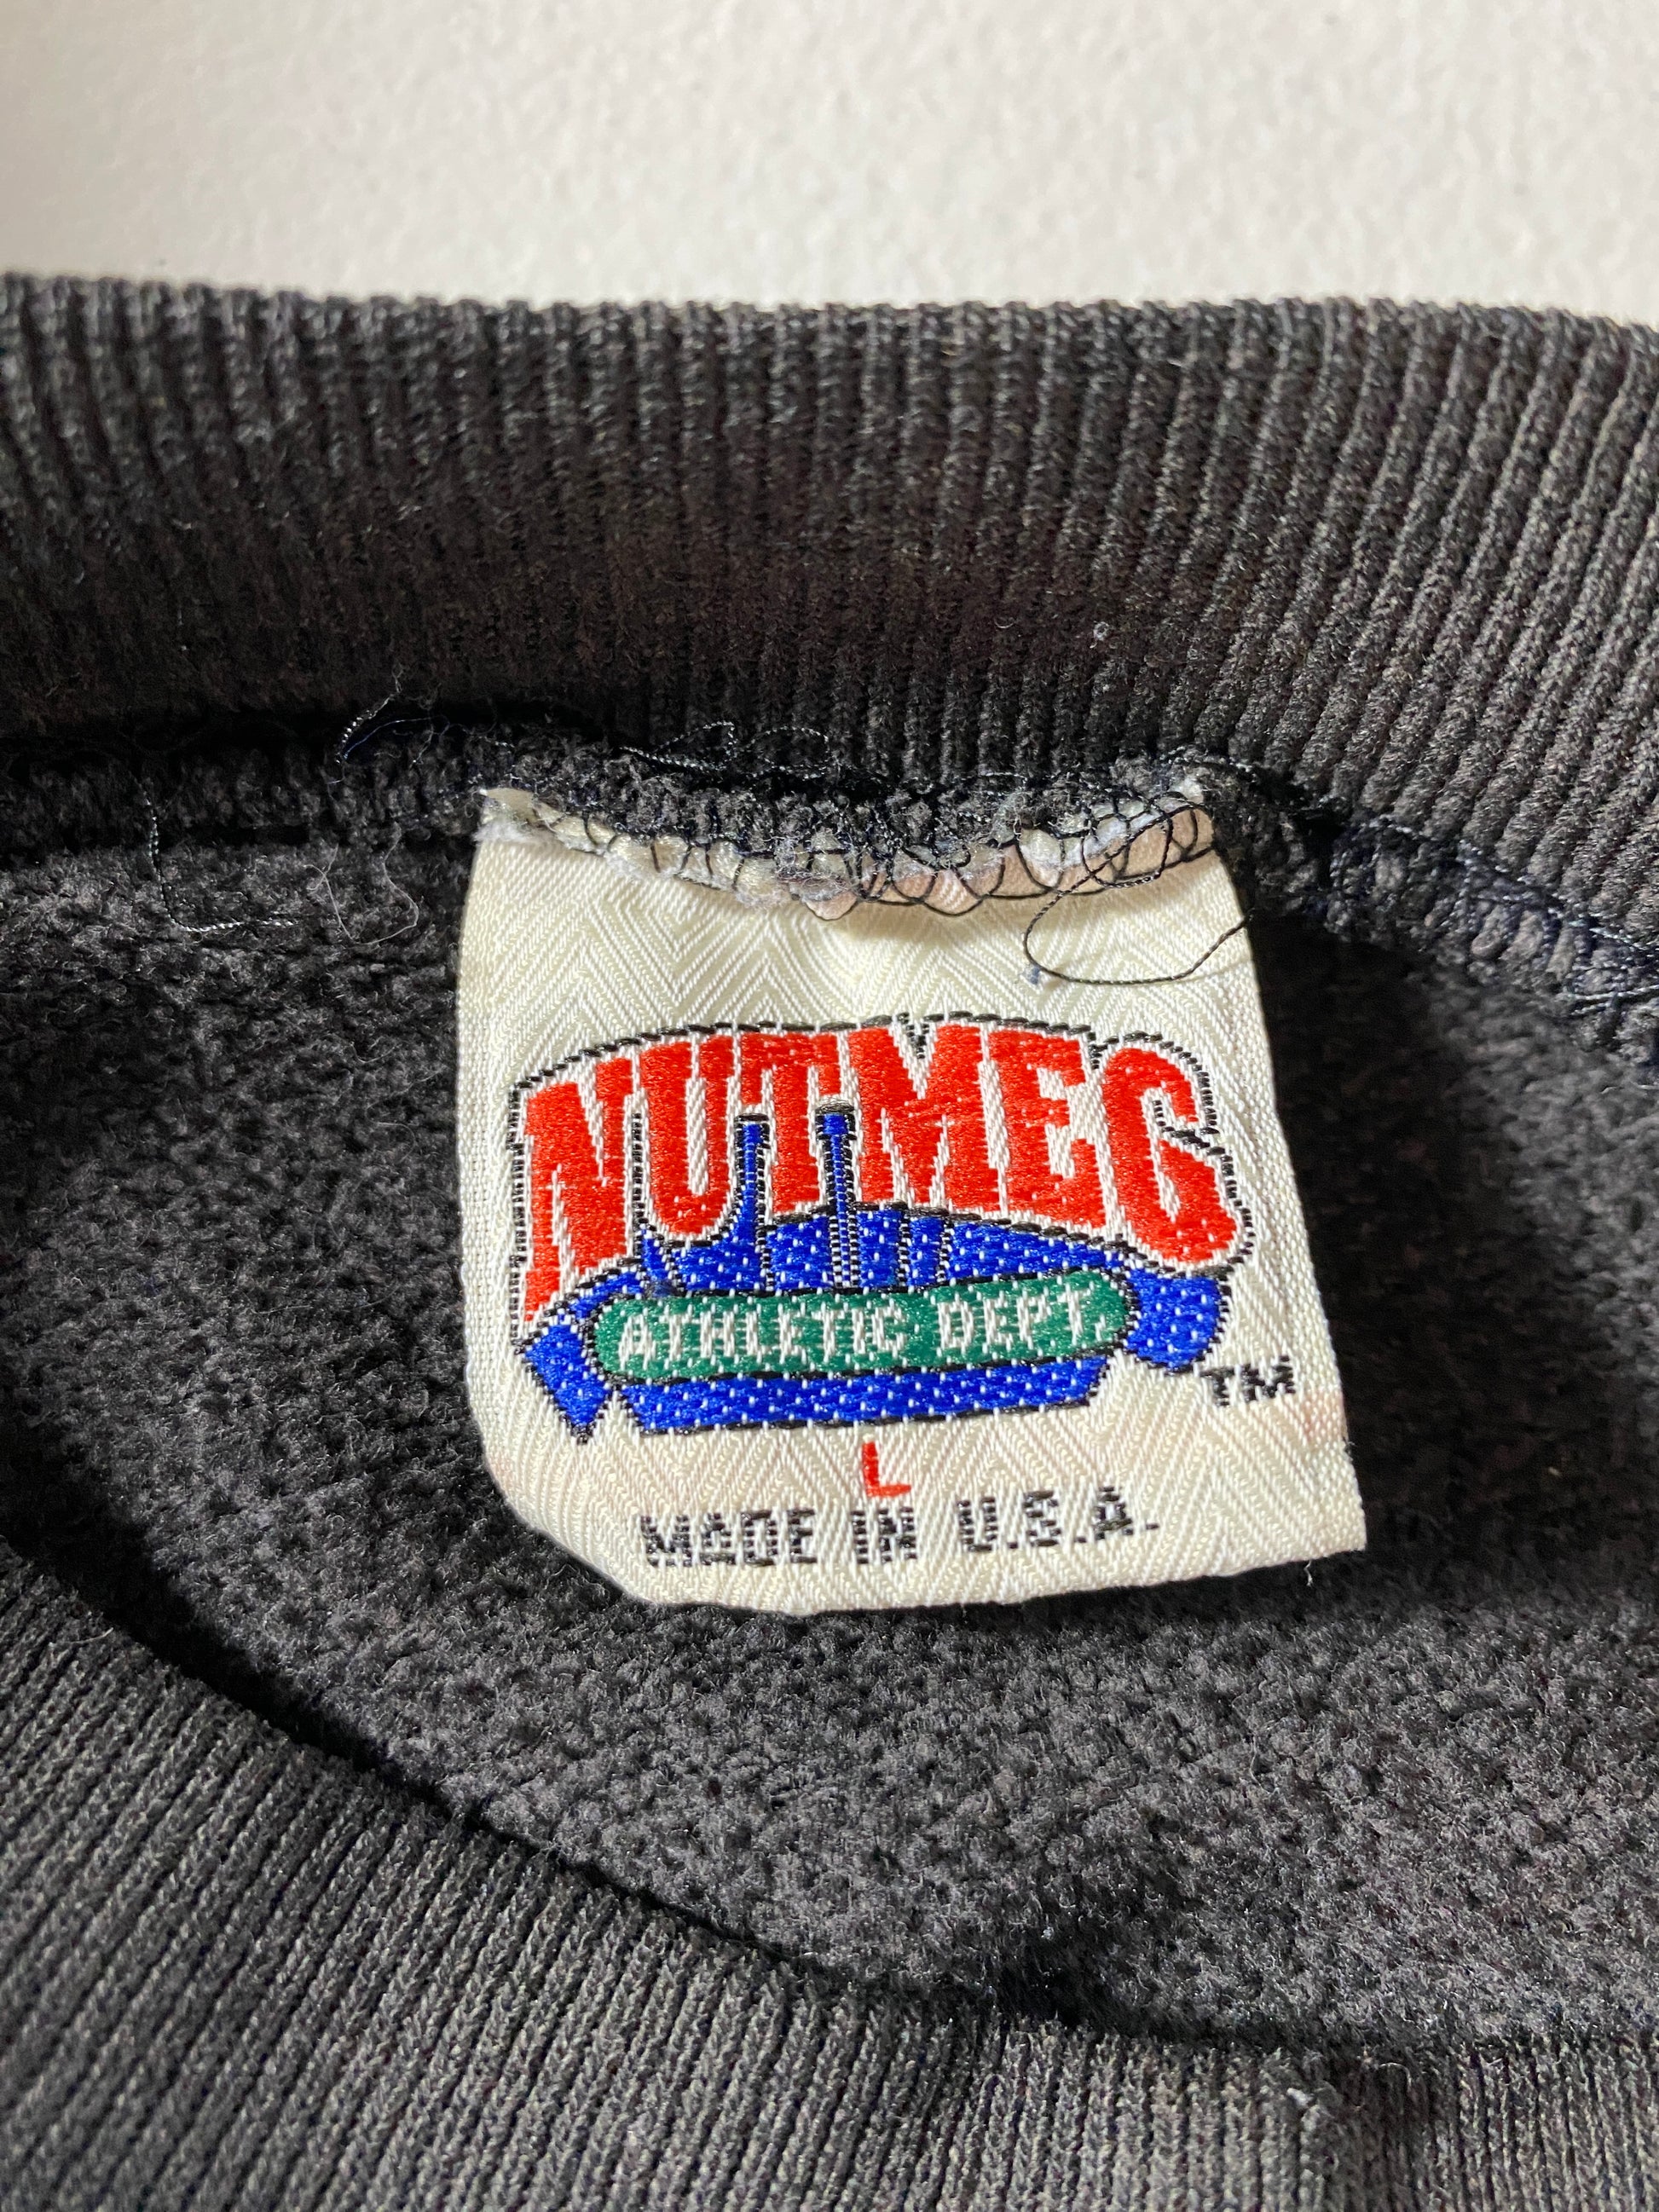 NUTMEG
ATHLETIC DEPT.
TM
L
MADE IN U.S.A.